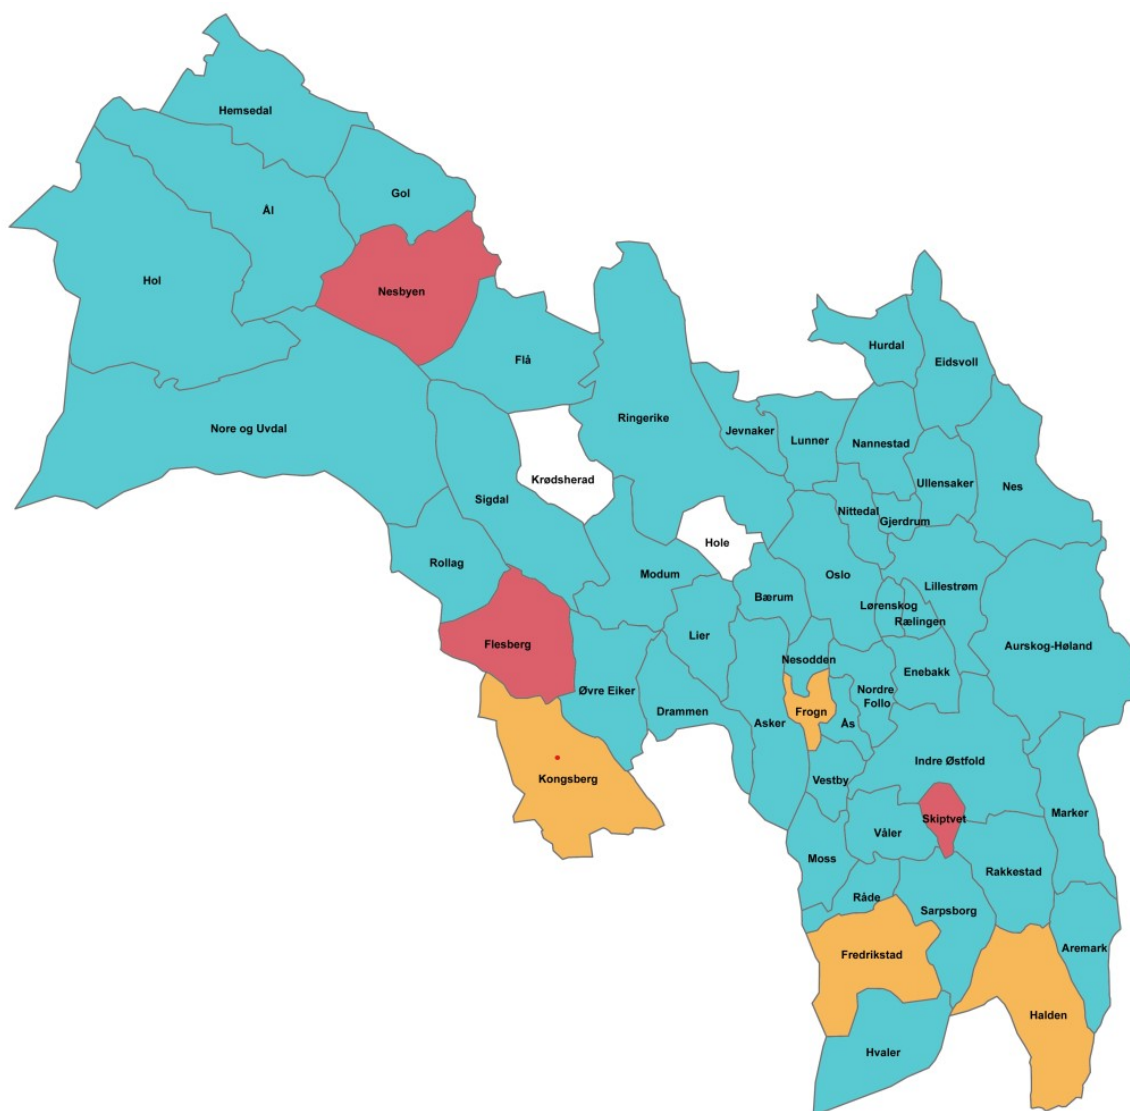 Hemsedal
Gol
Ål
Hol
Nesbyen
Flå
Hurdal
Eidsvoll
Ringerike
Nore og Uvdal
Jevnaker
Lunner
Nannestad
Krødsherad
Ullensaker
Nes
Sigdal
Nittedal
Gjerdrum
Hole
Rollag
Modum
Oslo
Lillestrøm
Bærum
Lørenskog
Rælingen
Lier
Flesberg
Aurskog-Høland
Nesodden
Enebakk
Øvre Eiker
Nordre
Follo
Drammen
Frogn
Asker
Ås
Indre Østfold
Kongsberg
Vestby
Marker
Skiptvet
Våler
Moss
Rakkestad
Råde
Sarpsborg
Aremark
Fredrikstad
Halden
Hvaler